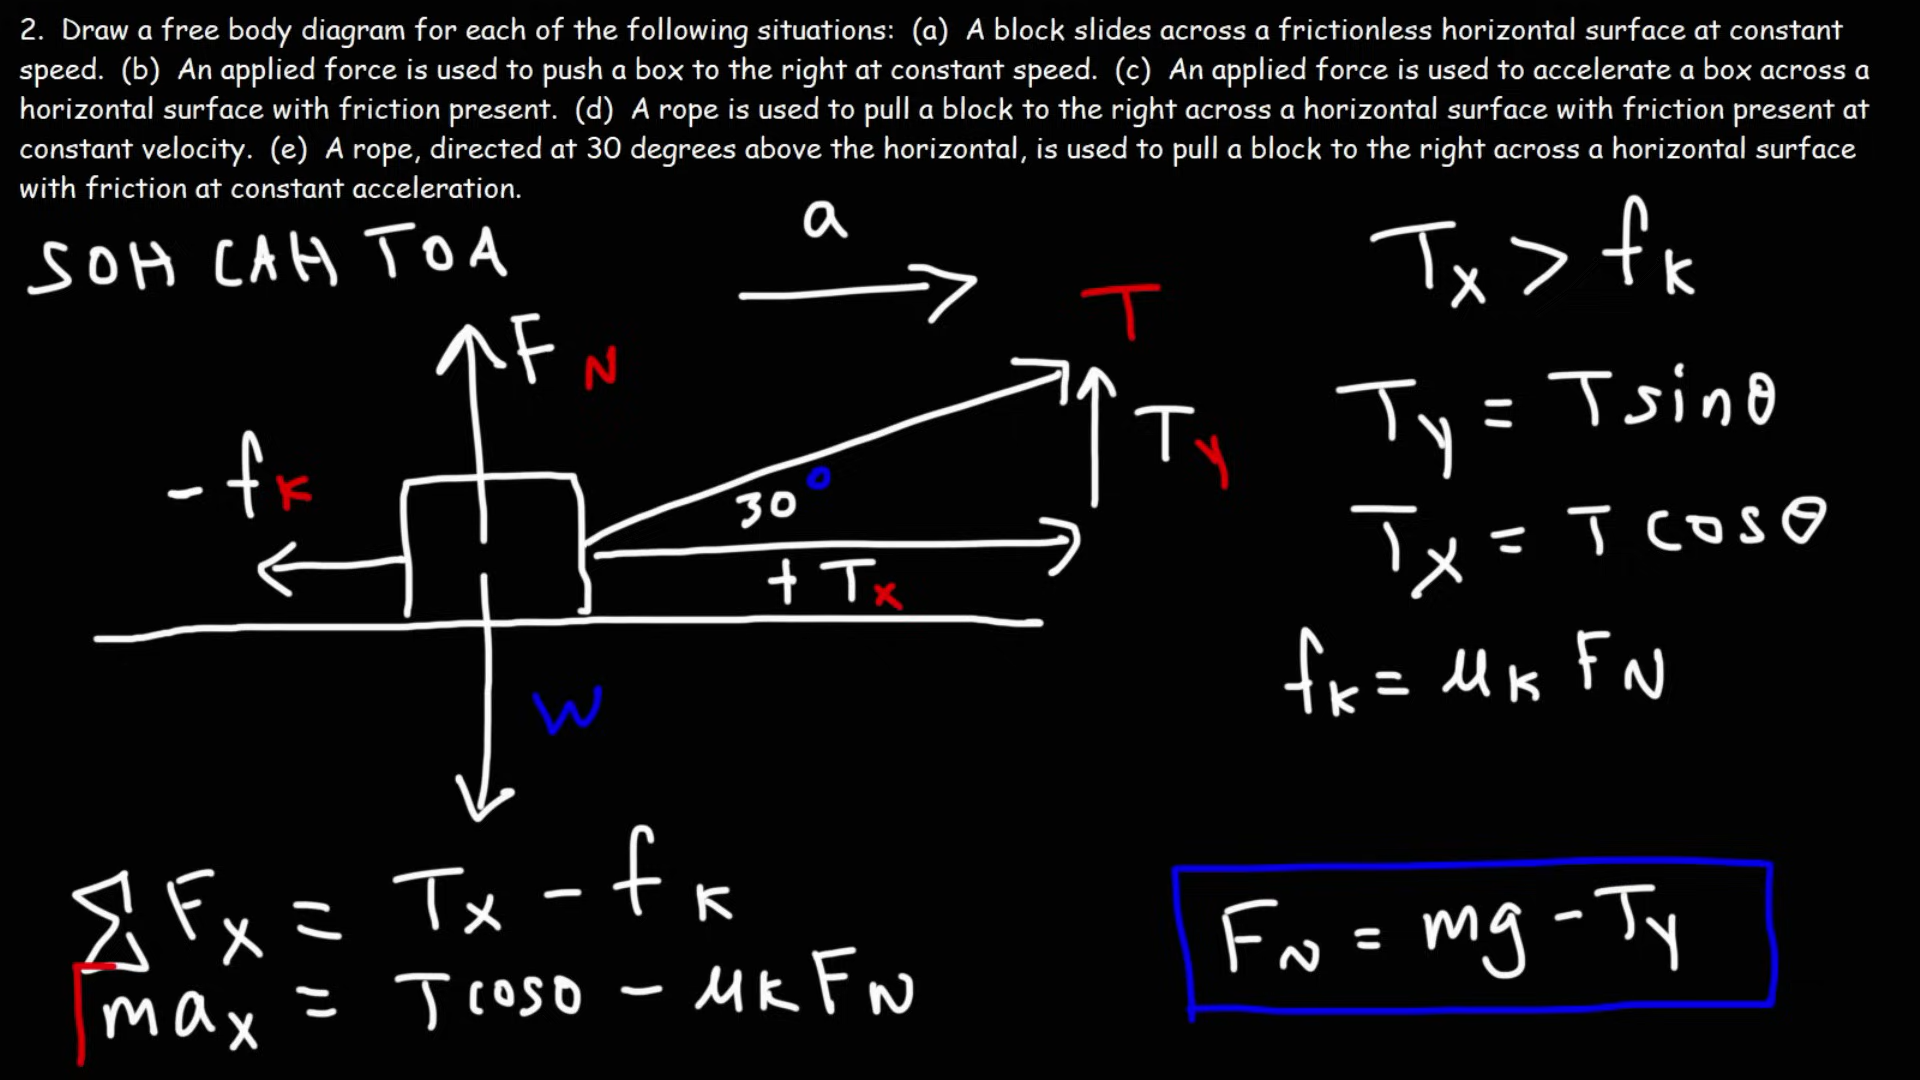 2. Draw a free body diagram for each of the following situations: (a) A block slides across a frictionless horizontal surface at constant
speed. (b) An applied force is used to push a box to the right at constant speed. (c) An applied force is used to accelerate a box across a
horizontal surface with friction present. (d) A rope is used to pull a block to the right across a horizontal surface with friction present at
constant velocity. (e) A rope, directed at 30 degrees above the horizontal, is used to pull a block to the right across a horizontal surface
with friction at constant acceleration.
SOH CAH TOA
a
Tx > fk
T
FN
Ty = Tsinθ
Ty
-fk
30°
Tx = T cosθ
+ Tx
fk = μk FN
W
ΣFx = Tx - fk
FN = mg - Ty
max = Tcosθ - μkFN